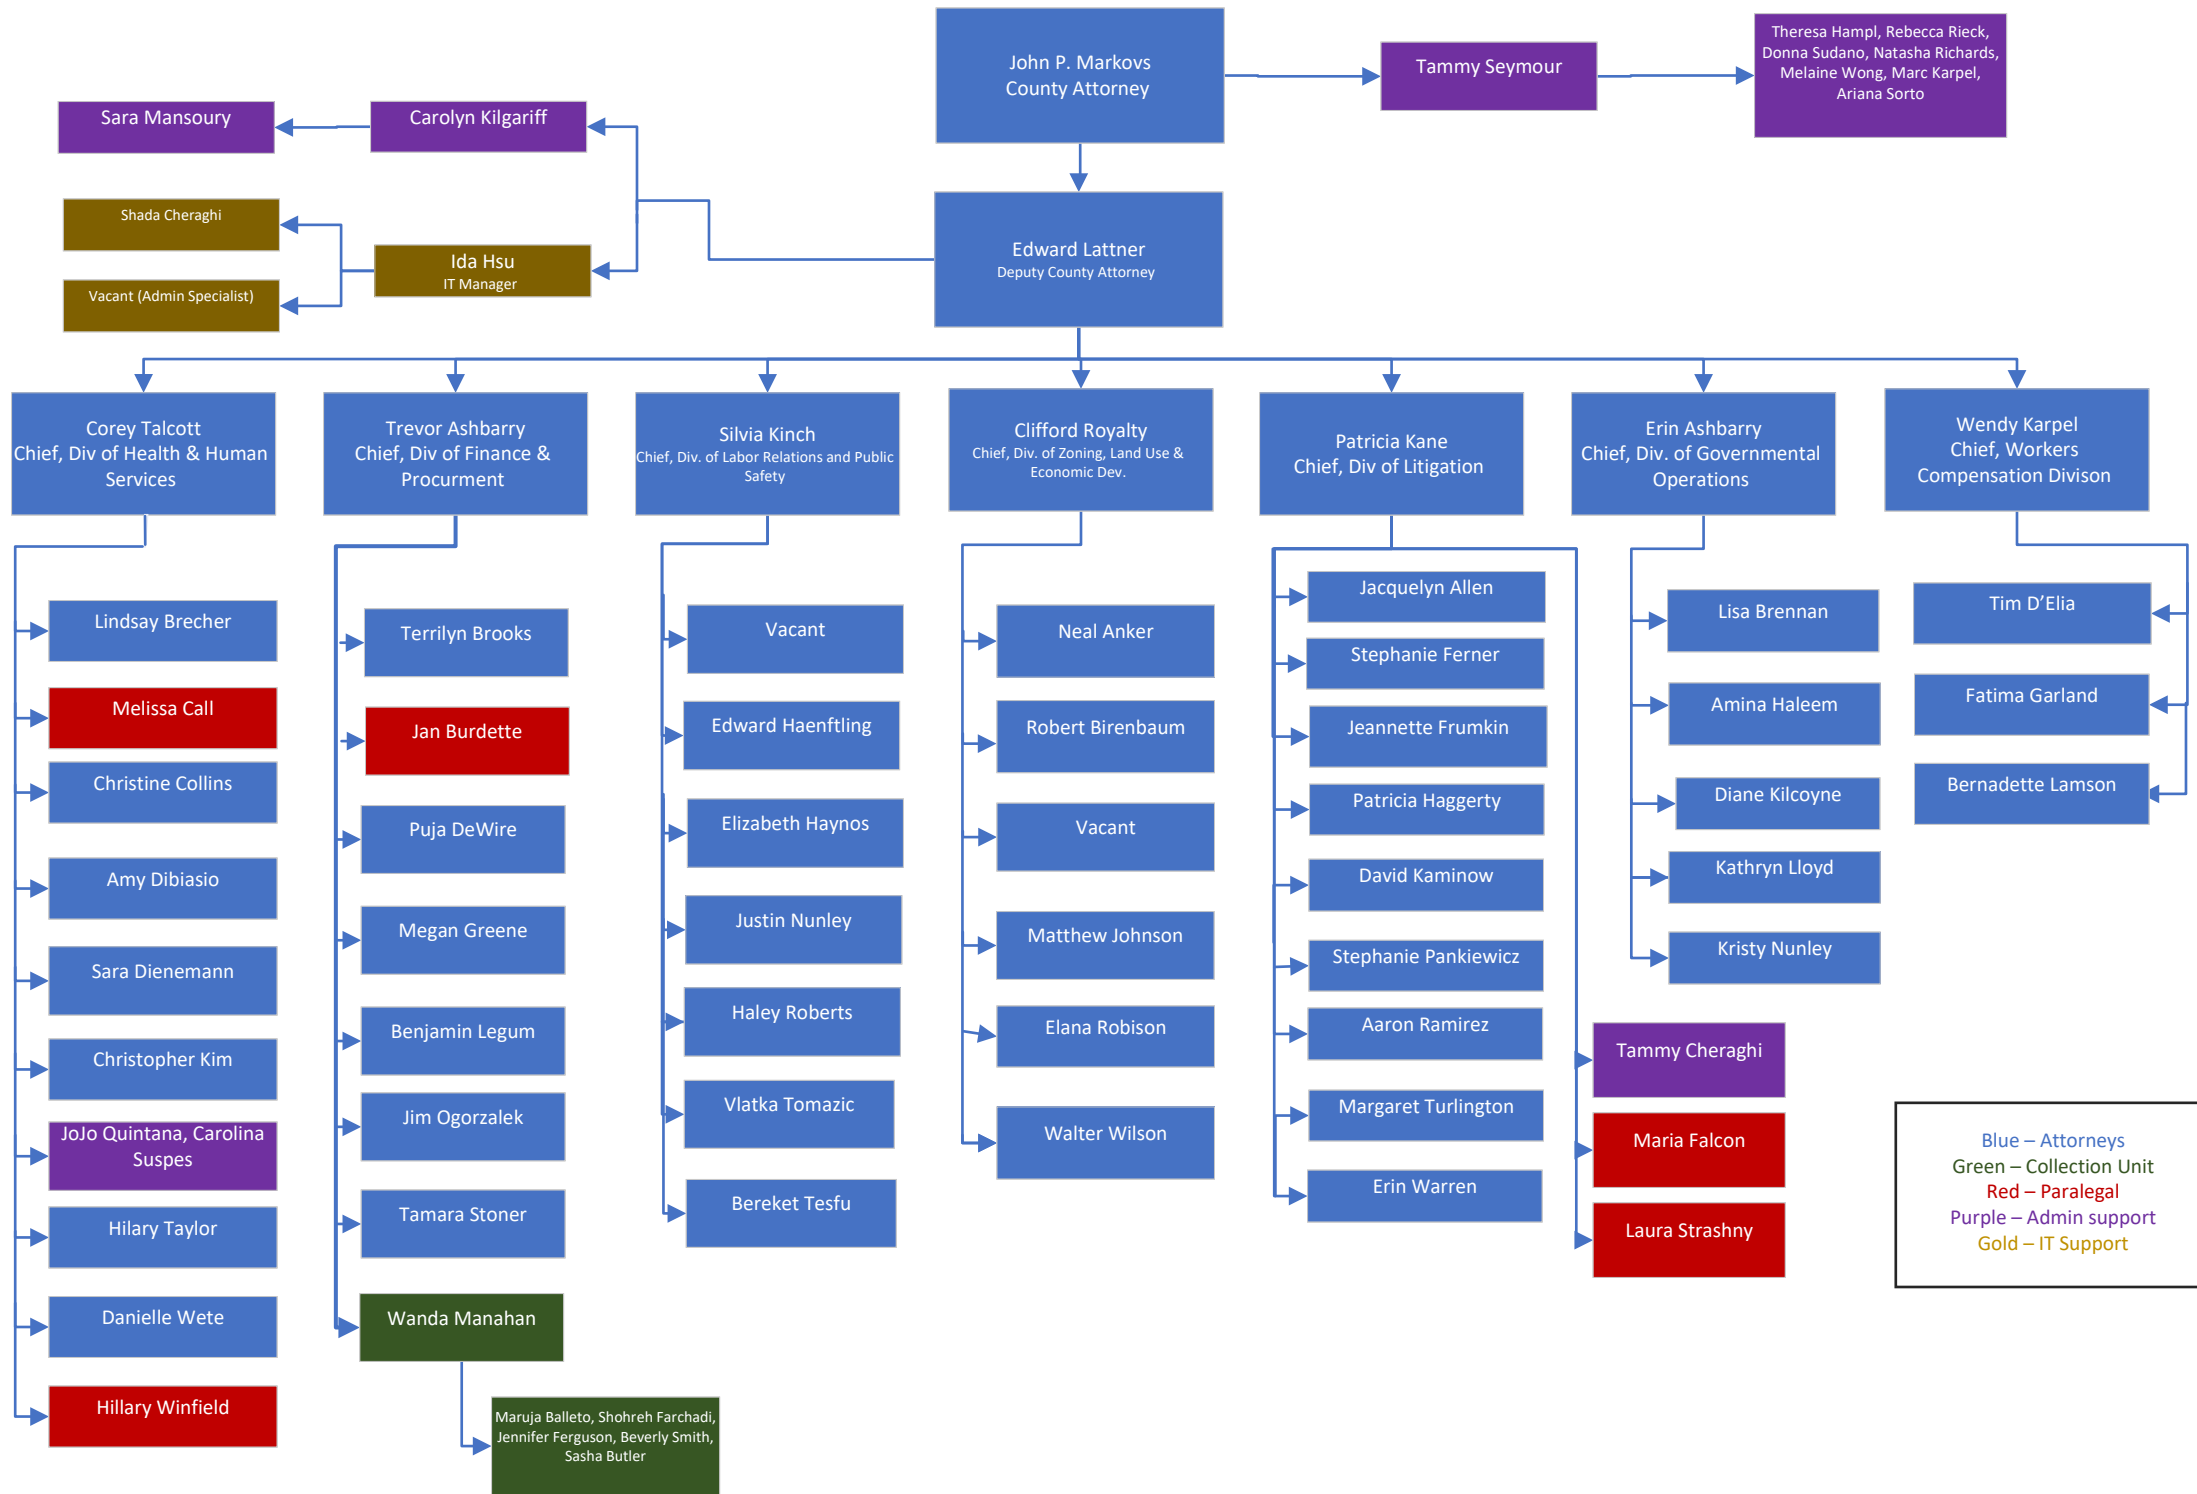 John P. Markovs
County Attorney
Tammy Seymour
Theresa Hampl, Rebecca Rieck,
Donna Sudano, Natasha Richards,
Melaine Wong, Marc Karpel,
Ariana Sorto
Sara Mansoury
Carolyn Kilgariff
Shada Cheraghi
Ida Hsu
IT Manager
Vacant (Admin Specialist)
Edward Lattner
Deputy County Attorney
Corey Talcott
Chief, Div of Health & Human
Services
Trevor Ashbarry
Chief, Div of Finance &
Procurment
Silvia Kinch
Chief, Div. of Labor Relations and Public
Safety
Clifford Royalty
Chief, Div. of Zoning, Land Use &
Economic Dev.
Patricia Kane
Chief, Div of Litigation
Erin Ashbarry
Chief, Div. of Governmental
Operations
Wendy Karpel
Chief, Workers
Compensation Divison
Lindsay Brecher
Melissa Call
Christine Collins
Amy Dibiasio
Sara Dienemann
Christopher Kim
JoJo Quintana, Carolina
Suspes
Hilary Taylor
Danielle Wete
Hillary Winfield
Terrilyn Brooks
Jan Burdette
Puja DeWire
Megan Greene
Benjamin Legum
Jim Ogorzalek
Tamara Stoner
Wanda Manahan
Maruja Balleto, Shohreh Farchadi,
Jennifer Ferguson, Beverly Smith,
Sasha Butler
Vacant
Edward Haenftling
Elizabeth Haynos
Justin Nunley
Haley Roberts
Vlatka Tomazic
Bereket Tesfu
Neal Anker
Robert Birenbaum
Vacant
Matthew Johnson
Elana Robison
Walter Wilson
Jacquelyn Allen
Stephanie Ferner
Jeannette Frumkin
Patricia Haggerty
David Kaminow
Stephanie Pankiewicz
Aaron Ramirez
Margaret Turlington
Erin Warren
Tammy Cheraghi
Maria Falcon
Laura Strashny
Lisa Brennan
Amina Haleem
Diane Kilcoyne
Kathryn Lloyd
Kristy Nunley
Tim D’Elia
Fatima Garland
Bernadette Lamson
Blue – Attorneys
Green – Collection Unit
Red – Paralegal
Purple – Admin support
Gold – IT Support